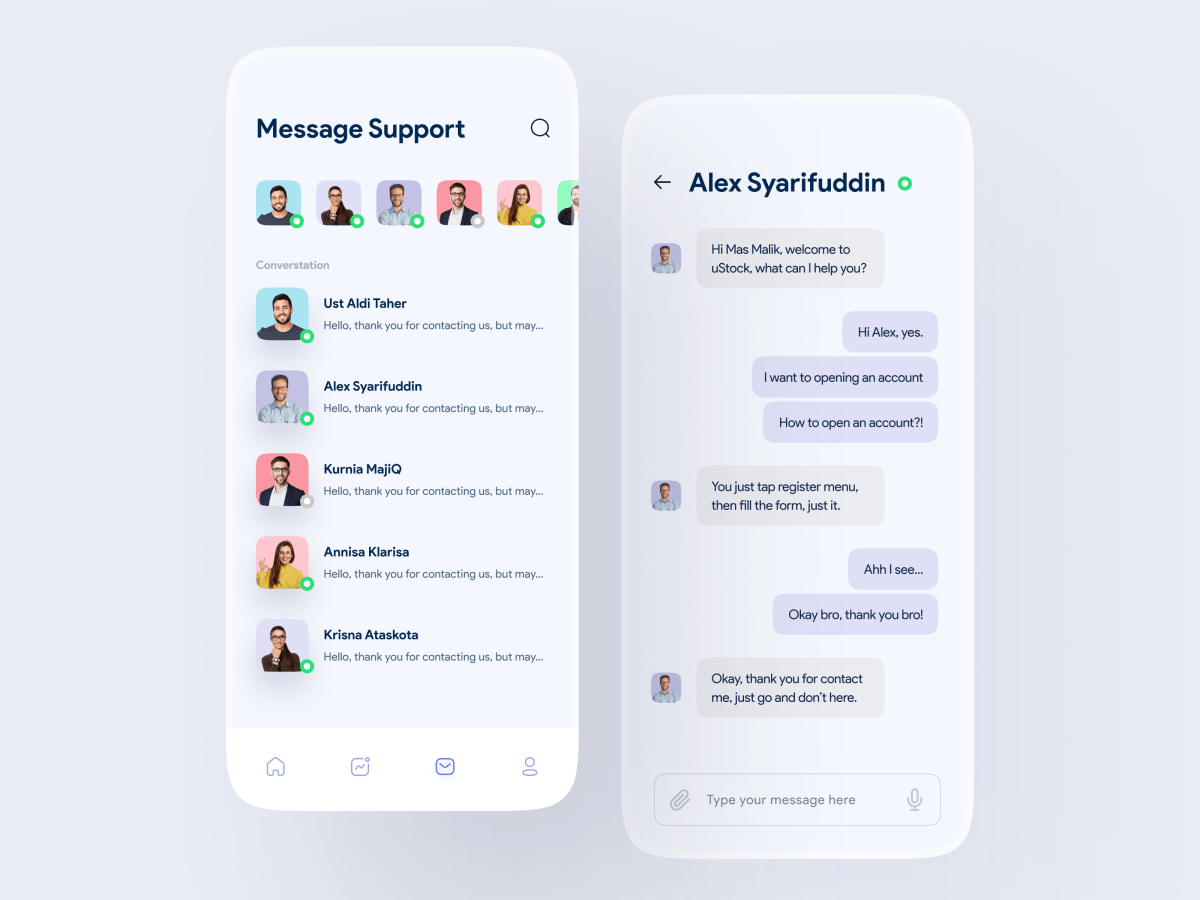 Message Support
Converstation
Ust Aldi Taher
Hello, thank you for contacting us, but may...
Alex Syarifuddin
Hello, thank you for contacting us, but may...
Kurnia MajiQ
Hello, thank you for contacting us, but may...
Annisa Klarisa
Hello, thank you for contacting us, but may...
Krisna Ataskota
Hello, thank you for contacting us, but may...
Alex Syarifuddin
Hi Mas Malik, welcome to
uStock, what can I help you?
Hi Alex, yes.
I want to opening an account
How to open an account?!
You just tap register menu,
then fill the form, just it.
Ahh I see...
Okay bro, thank you bro!
Okay, thank you for contact
me, just go and don't here.
Type your message here